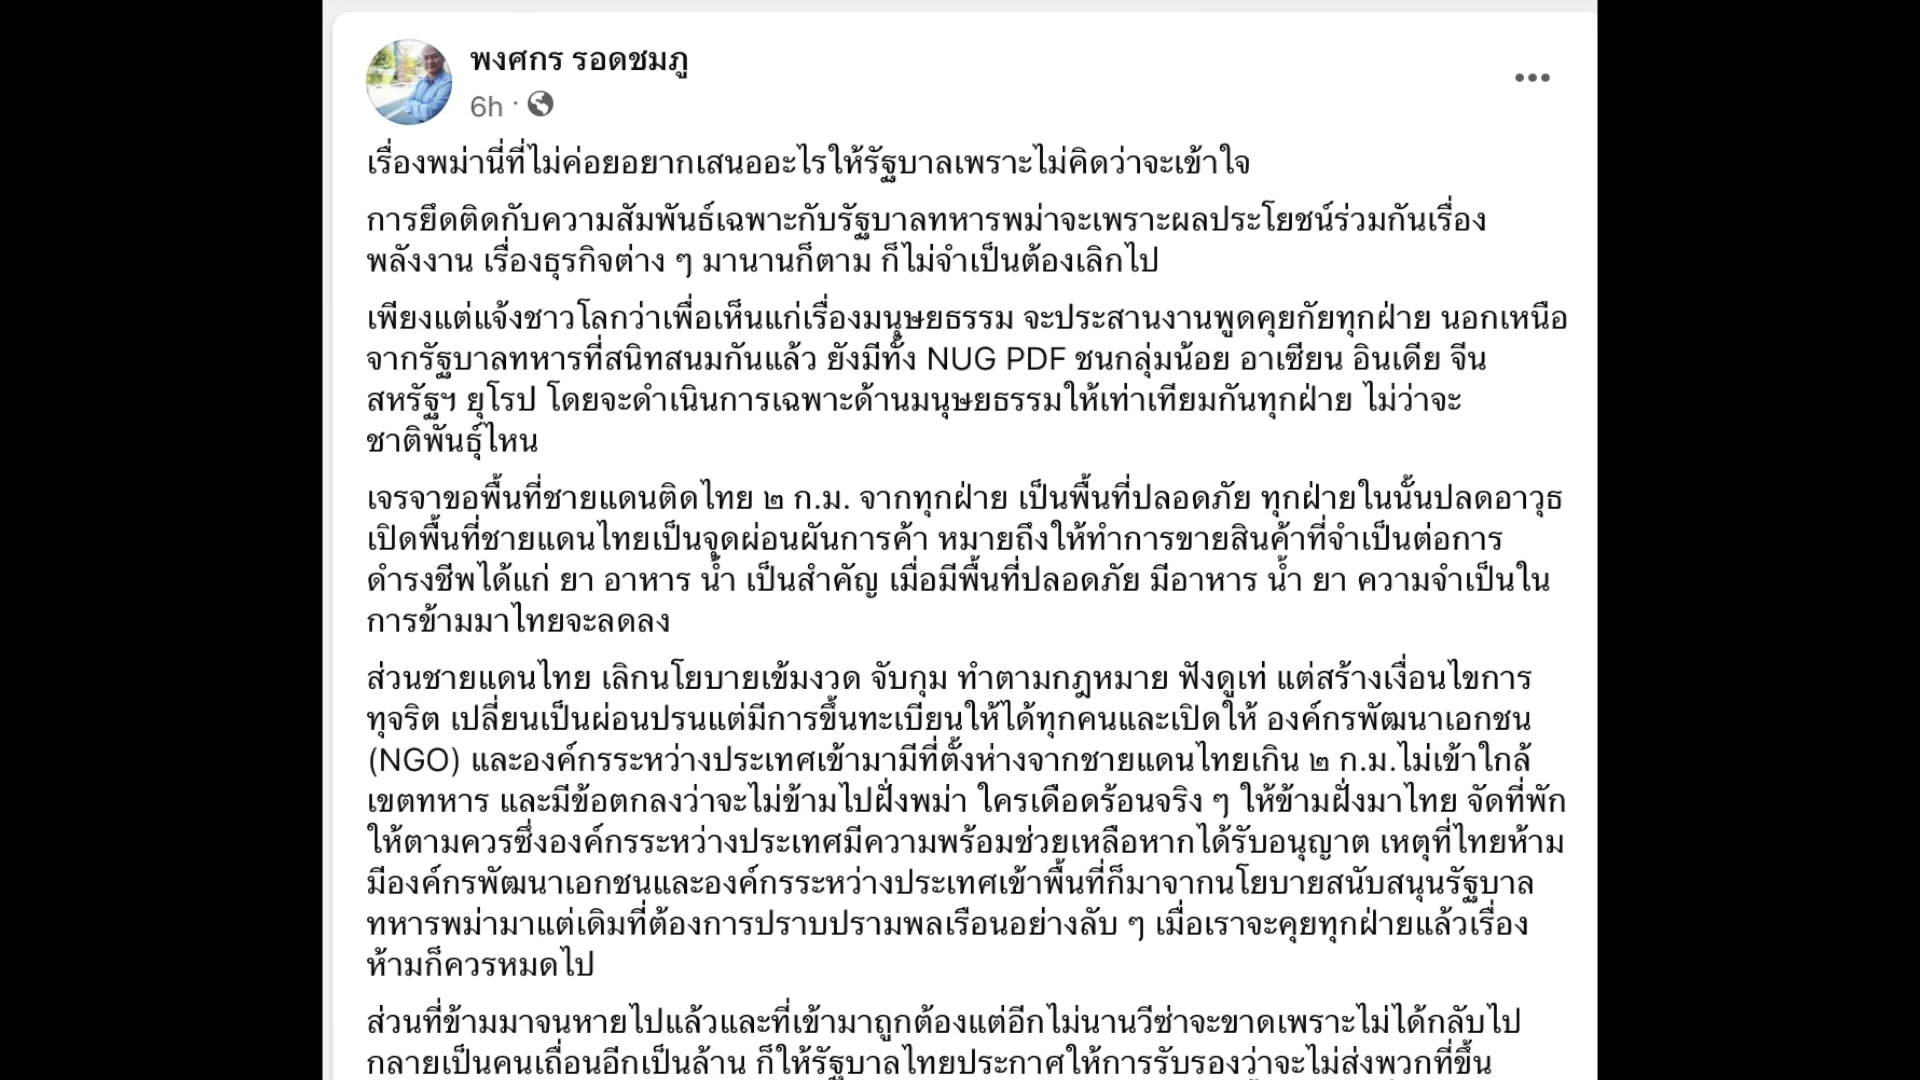 พงศกร รอดชมภู
6h ·
เรื่องพม่านี่ที่ไม่ค่อยอยากเสนออะไรให้รัฐบาลเพราะไม่คิดว่าจะเข้าใจ
การยึดติดกับความสัมพันธ์เฉพาะกับรัฐบาลทหารพม่าจะเพราะผลประโยชน์ร่วมกันเรื่อง
พลังงาน เรื่องธุรกิจต่าง ๆ มานานก็ตาม ก็ไม่จำเป็นต้องเลิกไป
เพียงแต่แจ้งชาวโลกว่าเพื่อเห็นแก่เรื่องมนุษยธรรม จะประสานงานพูดคุยกัยทุกฝ่าย นอกเหนือ
จากรัฐบาลทหารที่สนิทสนมกันแล้ว ยังมีทั้ง NUG PDF ชนกลุ่มน้อย อาเซียน อินเดีย จีน
สหรัฐฯ ยุโรป โดยจะดำเนินการเฉพาะด้านมนุษยธรรมให้เท่าเทียมกันทุกฝ่าย ไม่ว่าจะ
ชาติพันธุ์ไหน
เจรจาขอพื้นที่ชายแดนติดไทย ๒ ก.ม. จากทุกฝ่าย เป็นพื้นที่ปลอดภัย ทุกฝ่ายในนั้นปลดอาวุธ
เปิดพื้นที่ชายแดนไทยเป็นจุดผ่อนผันการค้า หมายถึงให้ทำการขายสินค้าที่จำเป็นต่อการ
ดำรงชีพได้แก่ ยา อาหาร น้ำ เป็นสำคัญ เมื่อมีพื้นที่ปลอดภัย มีอาหาร น้ำ ยา ความจำเป็นใน
การข้ามมาไทยจะลดลง
ส่วนชายแดนไทย เลิกนโยบายเข้มงวด จับกุม ทำตามกฎหมาย ฟังดูเท่ แต่สร้างเงื่อนไขการ
ทุจริต เปลี่ยนเป็นผ่อนปรนแต่มีการขึ้นทะเบียนให้ได้ทุกคนและเปิดให้ องค์กรพัฒนาเอกชน
(NGO) และองค์กรระหว่างประเทศเข้ามามีที่ตั้งห่างจากชายแดนไทยเกิน ๒ ก.ม.ไม่เข้าใกล้
เขตทหาร และมีข้อตกลงว่าจะไม่ข้ามไปฝั่งพม่า ใครเดือดร้อนจริง ๆ ให้ข้ามฝั่งมาไทย จัดที่พัก
ให้ตามควรซึ่งองค์กรระหว่างประเทศมีความพร้อมช่วยเหลือหากได้รับอนุญาต เหตุที่ไทยห้าม
มีองค์กรพัฒนาเอกชนและองค์กรระหว่างประเทศเข้าพื้นที่ก็มาจากนโยบายสนับสนุนรัฐบาล
ทหารพม่ามาแต่เดิมที่ต้องการปราบปรามพลเรือนอย่างลับ ๆ เมื่อเราจะคุยทุกฝ่ายแล้วเรื่อง
ห้ามก็ควรหมดไป
ส่วนที่ข้ามมาจนหายไปแล้วและที่เข้ามาถูกต้องแต่อีกไม่นานวีซ่าจะขาดเพราะไม่ได้กลับไป
กลายเป็นคนเถื่อนอีกเป็นล้าน ก็ให้รัฐบาลไทยประกาศให้การรับรองว่าจะไม่ส่งพวกที่ขึ้น